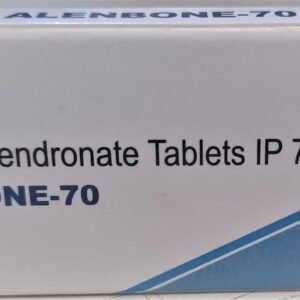 ALENBONE-70
endronate Tablets IP 7
ONE-70